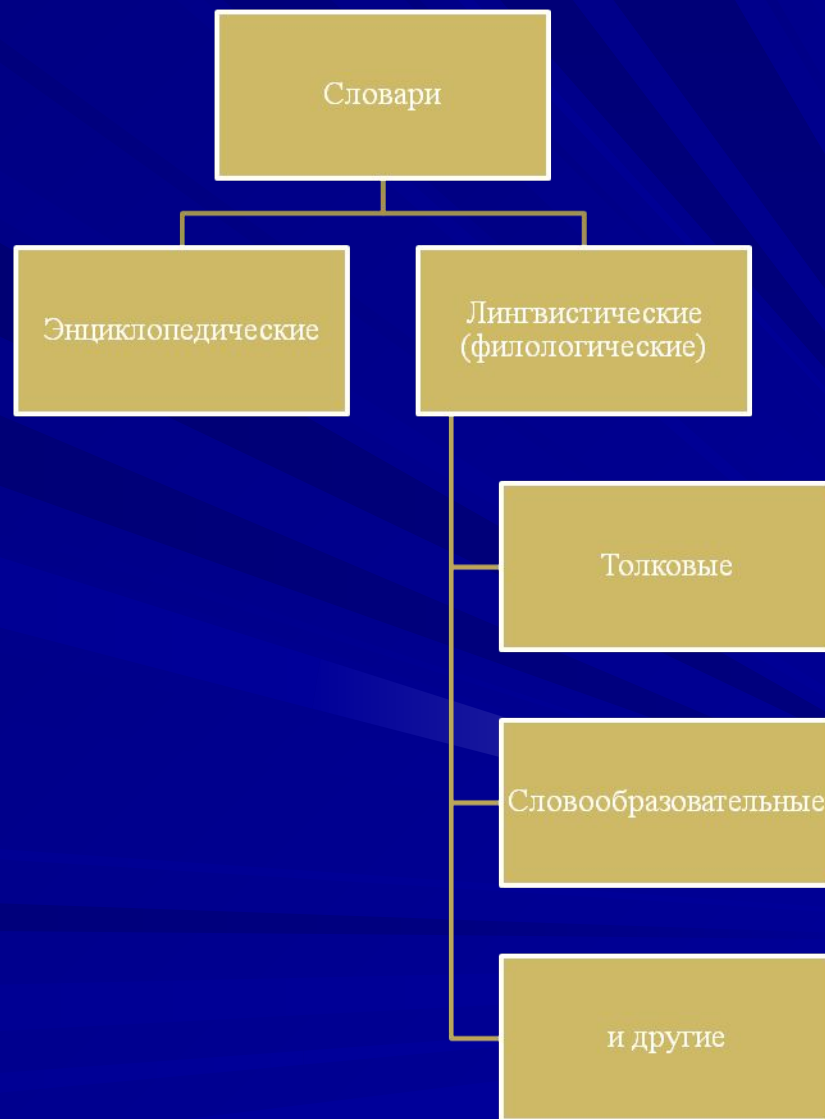 Словари
Энциклопедические
Лингвистические
(филологические)
Толковые
Словообразовательные
и другие